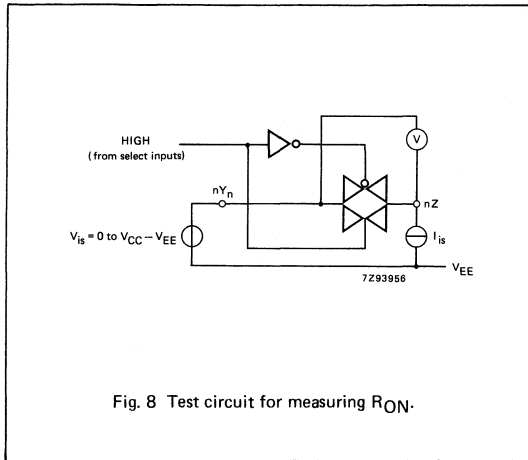 HIGH
(from select inputs)
V
nYn
nZ
Vis = 0 to VCC – VEE
Iis
7Z93956
VEE
Fig. 8 Test circuit for measuring RON.